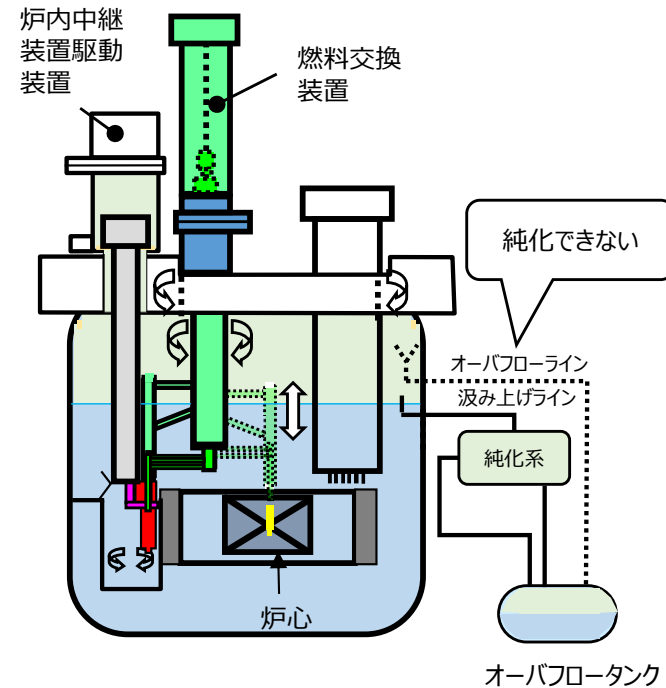 炉内中継
装置駆動
装置
燃料交換
装置
純化できない
オーバフローライン
汲み上げライン
純化系
炉心
オーバフロータンク